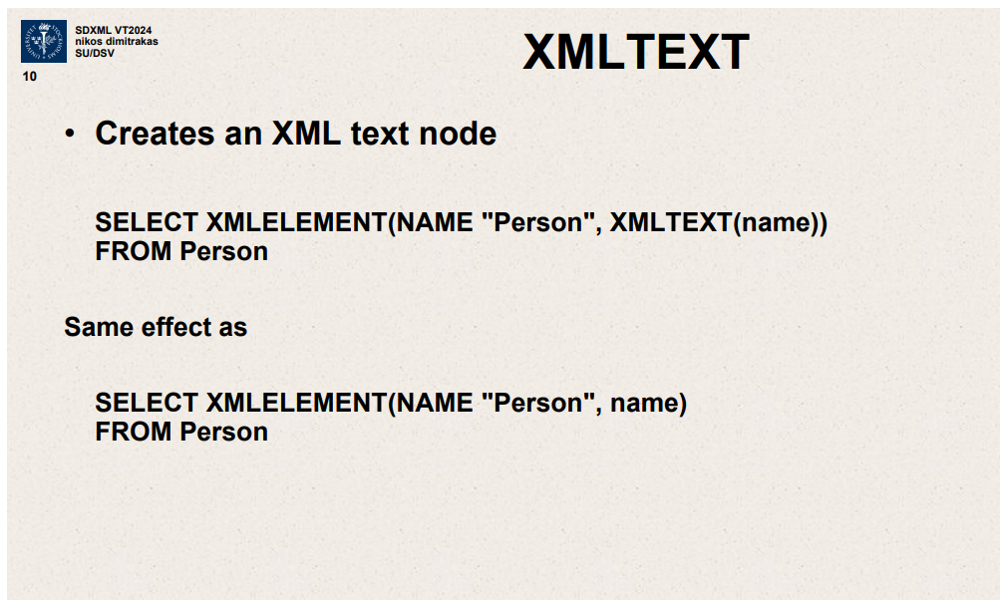 SDXML VT2024
nikos dimitrakas
SU/DSV
10
XMLTEXT
• Creates an XML text node
SELECT XMLELEMENT(NAME "Person", XMLTEXT(name))
FROM Person
Same effect as
SELECT XMLELEMENT(NAME "Person", name)
FROM Person